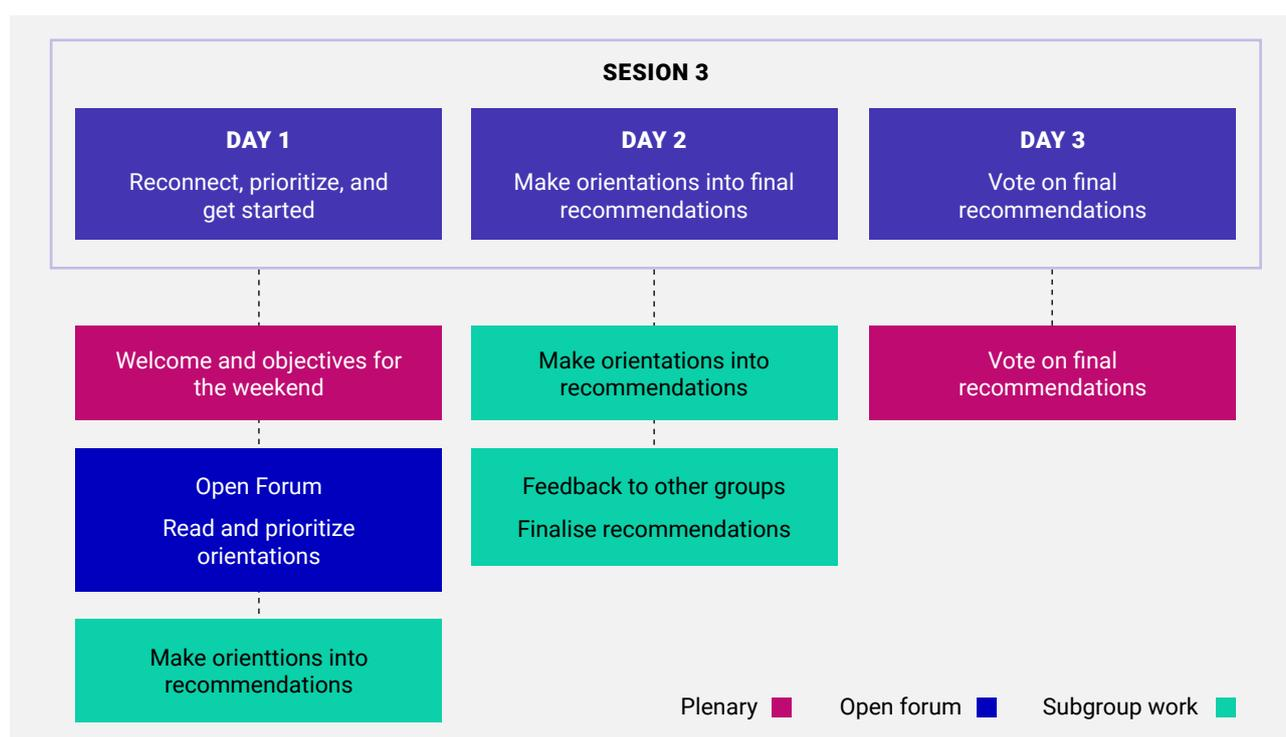 SESION 3
DAY 1
Reconnect, prioritize, and
get started
DAY 2
Make orientations into final
recommendations
DAY 3
Vote on final
recommendations
Welcome and objectives for
the weekend
Open Forum
Read and prioritize
orientations
Make orienttions into
recommendations
Make orientations into
recommendations
Feedback to other groups
Finalise recommendations
Vote on final
recommendations
Plenary
Open forum
Subgroup work